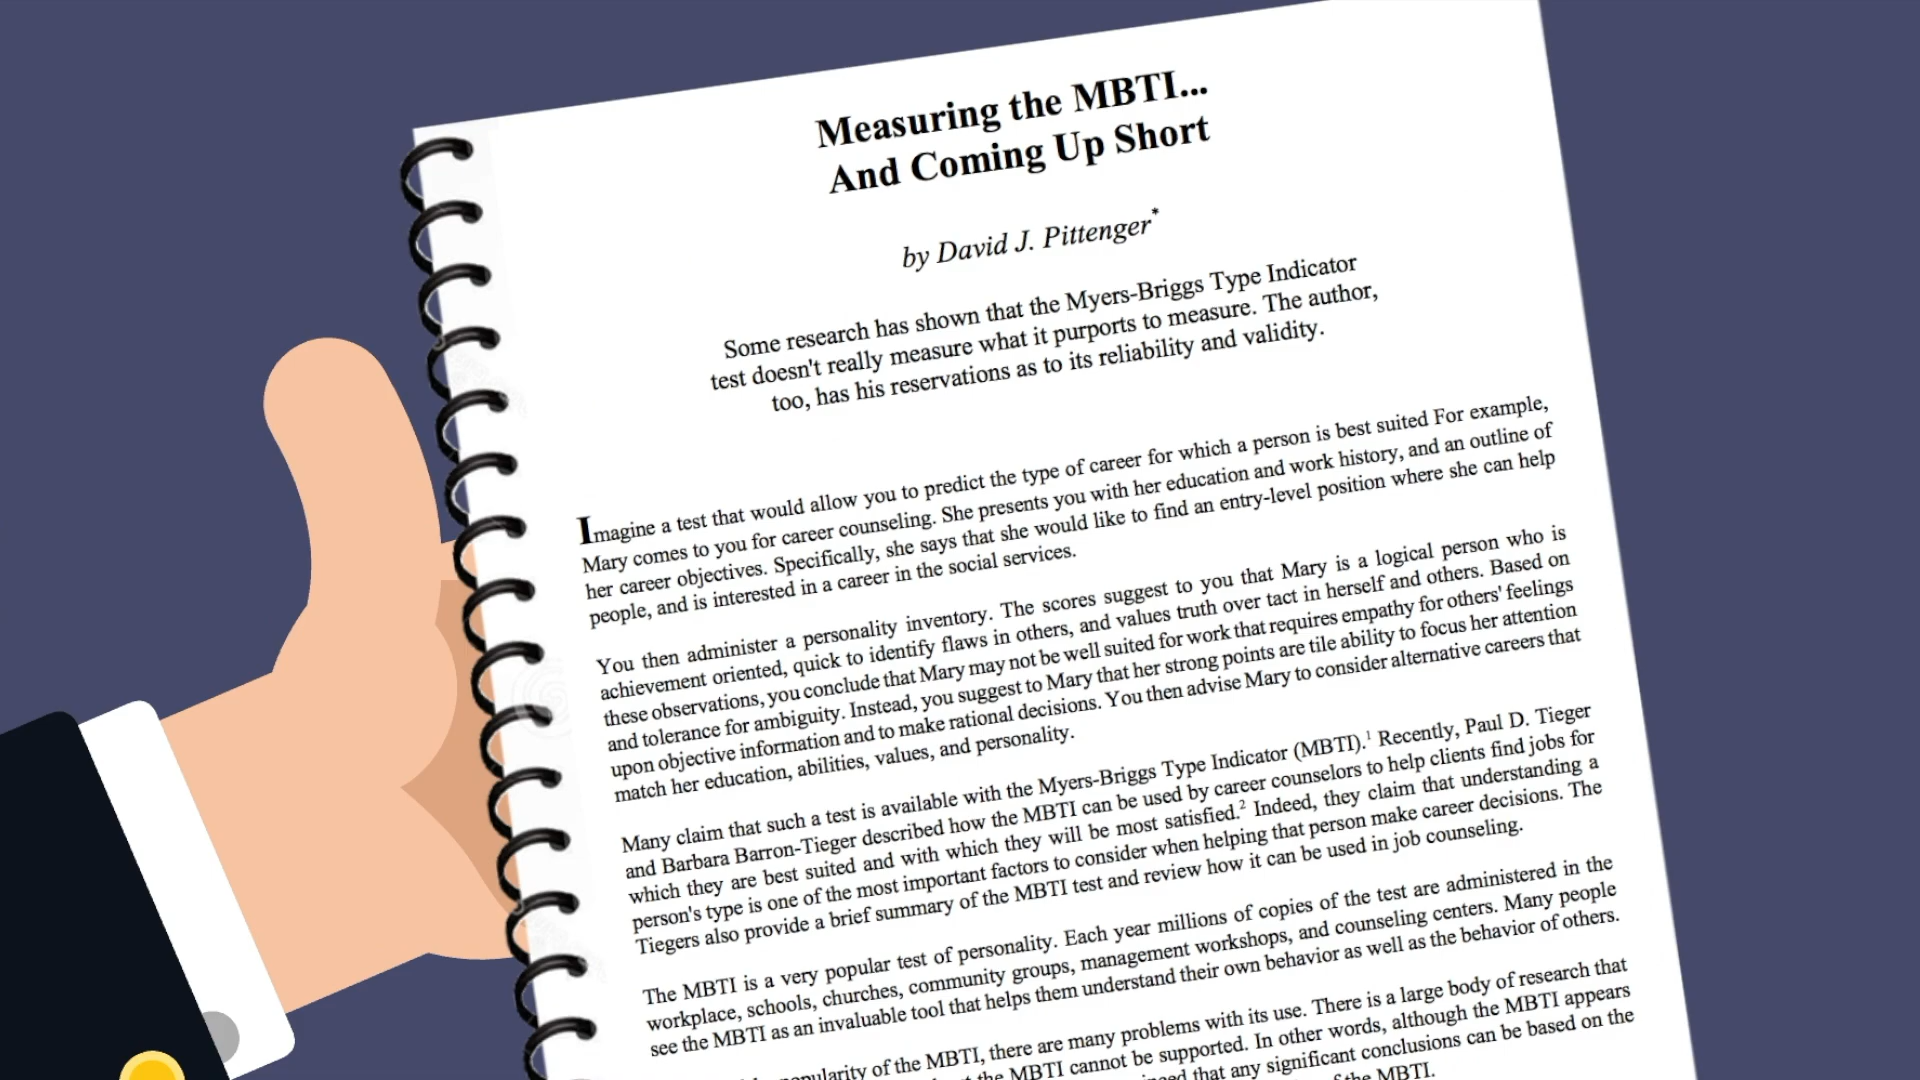 Measuring the MBTI...
And Coming Up Short
by David J. Pittenger*
Some research has shown that the Myers-Briggs Type Indicator
test doesn't really measure what it purports to measure. The author,
too, has his reservations as to its reliability and validity.
Imagine a test that would allow you to predict the type of career for which a person is best suited For example,
Mary comes to you for career counseling. She presents you with her education and work history, and an outline of
her career objectives. Specifically, she says that she would like to find an entry-level position where she can help
people, and is interested in a career in the social services.
You then administer a personality inventory. The scores suggest to you that Mary is a logical person who is
achievement oriented, quick to identify flaws in others, and values truth over tact in herself and others. Based on
these observations, you conclude that Mary may not be well suited for work that requires empathy for others' feelings
and tolerance for ambiguity. Instead, you suggest to Mary that her strong points are tile ability to focus her attention
upon objective information and to make rational decisions. You then advise Mary to consider alternative careers that
match her education, abilities, values, and personality.
Many claim that such a test is available with the Myers-Briggs Type Indicator (MBTI).1 Recently, Paul D. Tieger
and Barbara Barron-Tieger described how the MBTI can be used by career counselors to help clients find jobs for
which they are best suited and with which they will be most satisfied.2 Indeed, they claim that understanding a
person's type is one of the most important factors to consider when helping that person make career decisions. The
Tiegers also provide a brief summary of the MBTI test and review how it can be used in job counseling.
The MBTI is a very popular test of personality. Each year millions of copies of the test are administered in the
workplace, schools, churches, community groups, management workshops, and counseling centers. Many people
see the MBTI as an invaluable tool that helps them understand their own behavior as well as the behavior of others.
of the MBTI, there are many problems with its use. There is a large body of research that
the MBTI cannot be supported. In other words, although the MBTI appears
that any significant conclusions can be based on the
the MBTI.